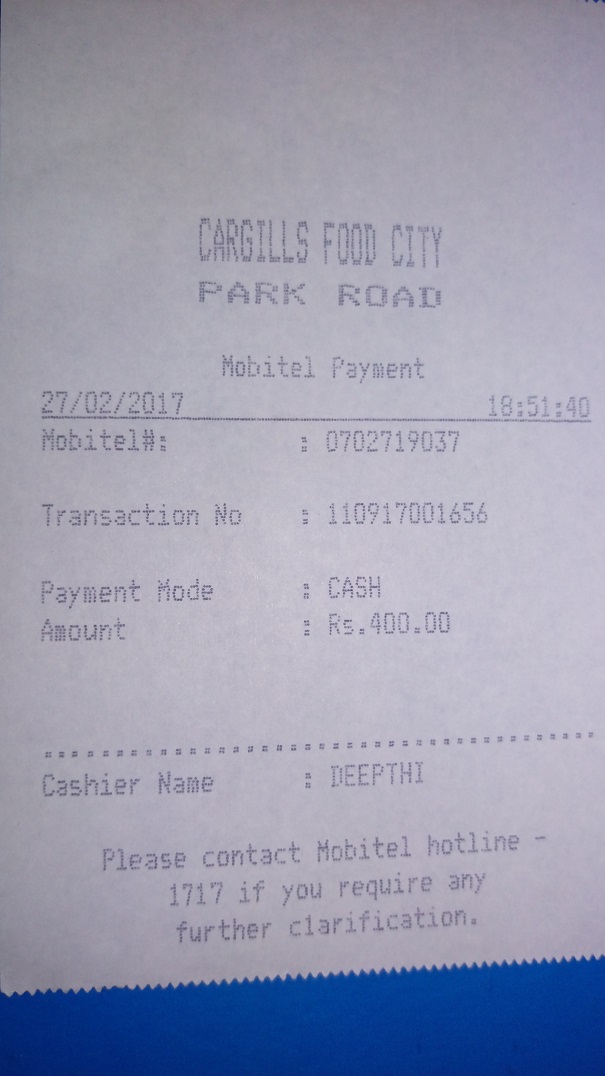 CARGILLS FOOD CITY
PARK ROAD
Mobitel Payment
27/02/2017 18:51:40
Mobitel#: : 0702719037
Transaction No : 110917001656
Payment Mode : CASH
Amount : Rs.400.00
Cashier Name : DEEPTHI
Please contact Mobitel hotline -
1717 if you require any
further clarification.